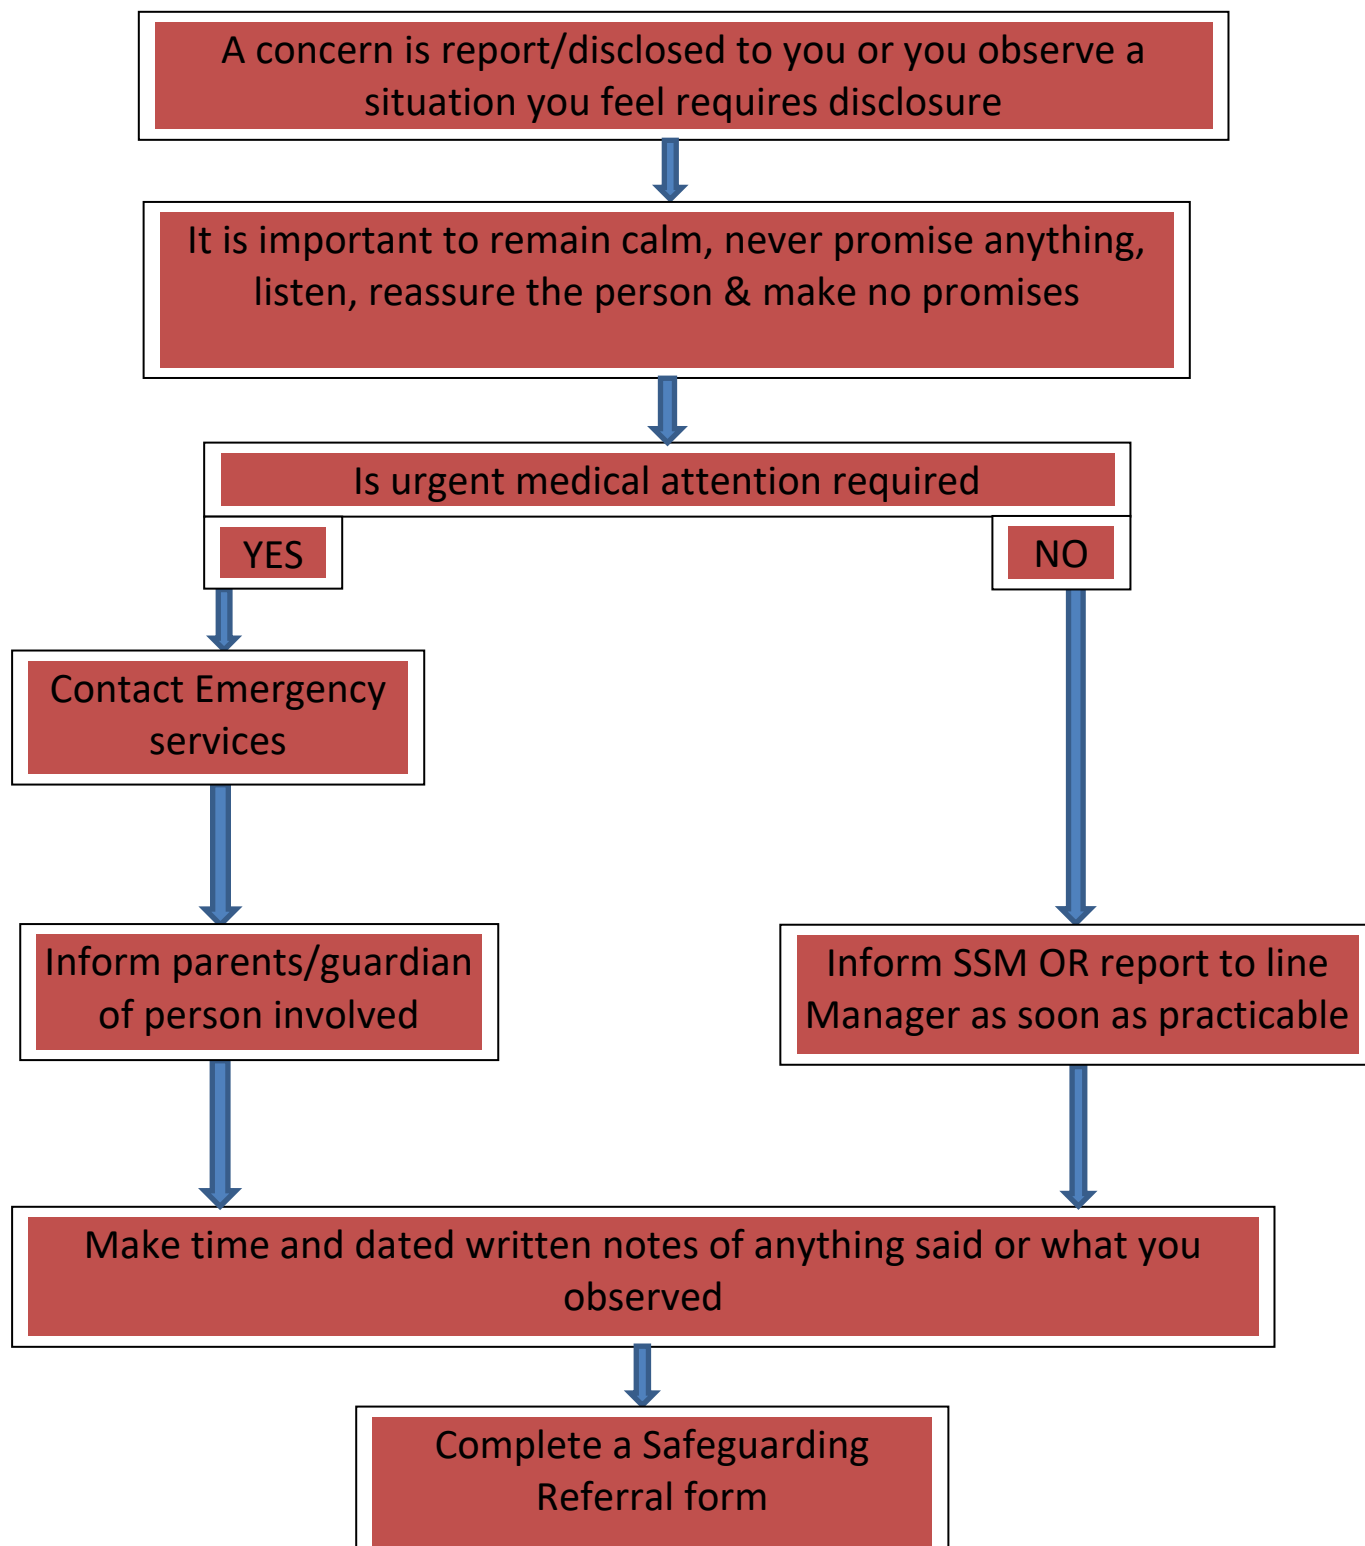 A concern is report/disclosed to you or you observe a
situation you feel requires disclosure
It is important to remain calm, never promise anything,
listen, reassure the person & make no promises
Is urgent medical attention required
YES
NO
Contact Emergency
services
Inform parents/guardian
of person involved
Inform SSM OR report to line
Manager as soon as practicable
Make time and dated written notes of anything said or what you
observed
Complete a Safeguarding
Referral form